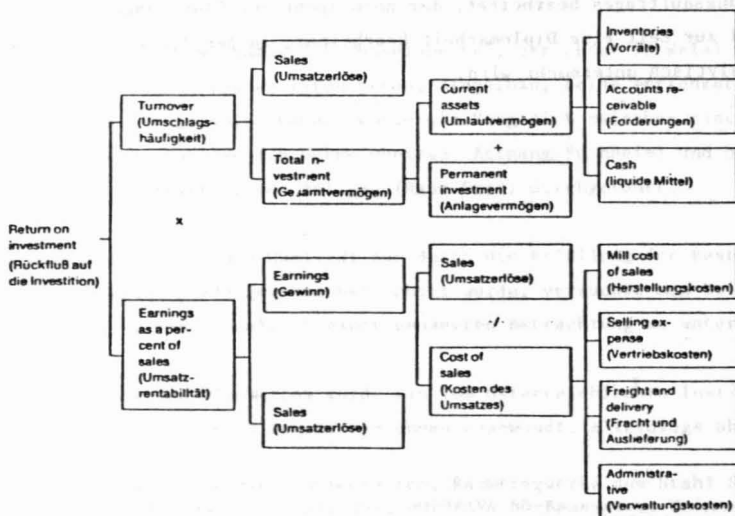 Return on
investment
(Rückfluß auf
die Investition)
Turnover
(Umschlags-
häufigkeit)
x
Earnings
as a per-
cent of
sales
(Umsatz-
rentabilität)
Sales
(Umsatzerlöse)
Total n-
vestment
(Gesamtvermögen)
Earnings
(Gewinn)
Sales
(Umsatzerlöse)
Current
assets
(Umlaufvermögen)
+
Permanent
investment
(Anlagevermögen)
Sales
(Umsatzerlöse)
-/-
Cost of
sales
(Kosten des
Umsatzes)
Inventories
(Vorräte)
Accounts re-
ceivable
(Forderungen)
Cash
(liquide Mittel)
Mill cost
of sales
(Herstellungskosten)
Selling ex-
pense
(Vertriebskosten)
Freight and
delivery
(Fracht und
Auslieferung)
Administra-
tive
(Verwaltungskosten)